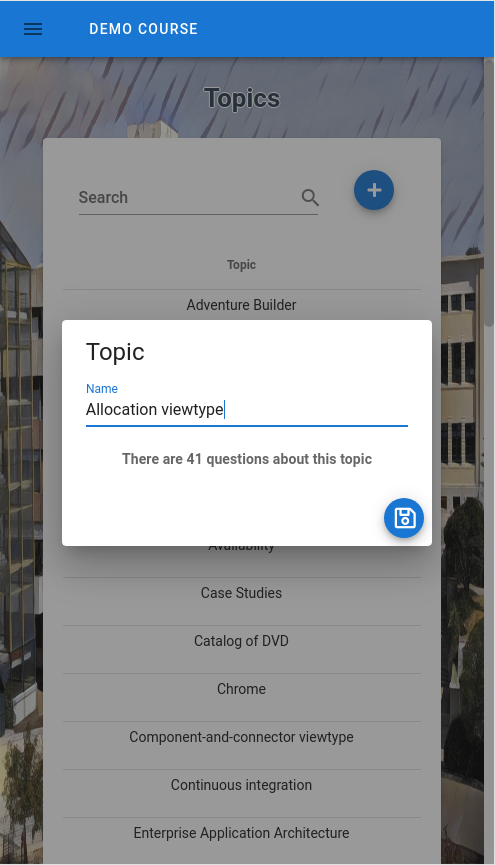 DEMO COURSE
Topics
Search
Topic
Adventure Builder
Topic
Name
Allocation viewtype
There are 41 questions about this topic
Availability
Case Studies
Catalog of DVD
Chrome
Component-and-connector viewtype
Continuous integration
Enterprise Application Architecture